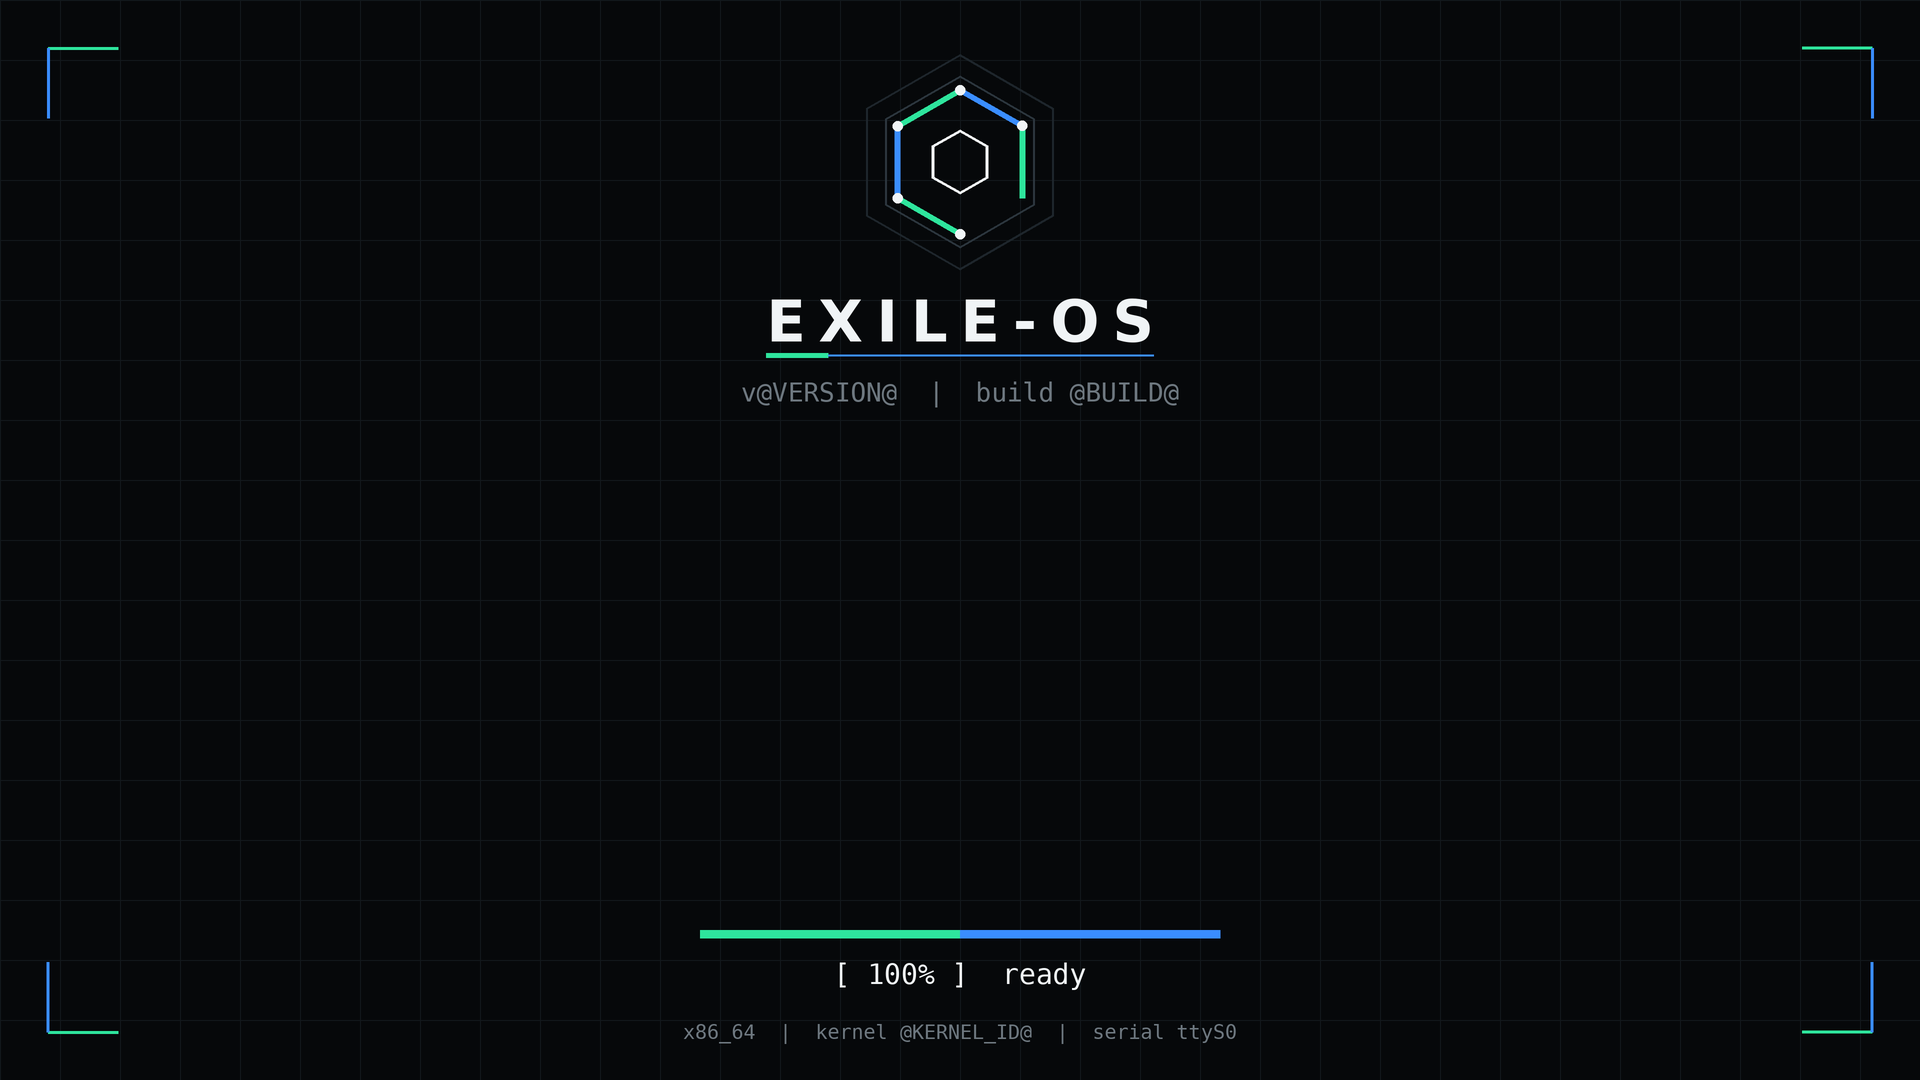 EXILE-OS
v@VERSION@  |  build @BUILD@
[ 100% ]  ready
x86_64  |  kernel @KERNEL_ID@  |  serial ttyS0